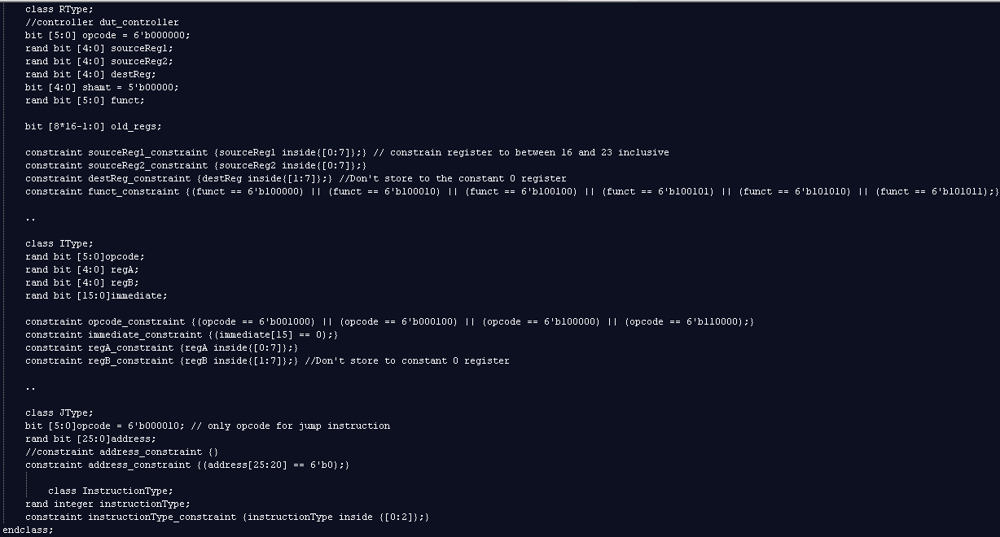 class RType;
//controller dut_controller
bit [5:0] opcode = 6'b000000;
rand bit [4:0] sourceReg1;
rand bit [4:0] sourceReg2;
rand bit [4:0] destReg;
bit [4:0] shamt = 5'b00000;
rand bit [5:0] funct;
bit [8*16-1:0] old_regs;
constraint sourceReg1_constraint {sourceReg1 inside{[0:7]};} // constrain register to between 16 and 23 inclusive
constraint sourceReg2_constraint {sourceReg2 inside{[0:7]};}
constraint destReg_constraint {destReg inside{[1:7]};} //Don't store to the constant 0 register
constraint funct_constraint {(funct == 6'b100000) || (funct == 6'b100010) || (funct == 6'b100100) || (funct == 6'b100101) || (funct == 6'b101010) || (funct == 6'b101011);}
..
class IType;
rand bit [5:0]opcode;
rand bit [4:0] regA;
rand bit [4:0] regB;
rand bit [15:0]immediate;
constraint opcode_constraint {(opcode == 6'b001000) || (opcode == 6'b000100) || (opcode == 6'b100000) || (opcode == 6'b110000);}
constraint immediate_constraint {(immediate[15] == 0);}
constraint regA_constraint {regA inside{[0:7]};}
constraint regB_constraint {regB inside{[1:7]};} //Don't store to constant 0 register
..
class JType;
bit [5:0]opcode = 6'b000010; // only opcode for jump instruction
rand bit [25:0]address;
//constraint address_constraint {}
constraint address_constraint {(address[25:20] == 6'b0);}
class InstructionType;
rand integer instructionType;
constraint instructionType_constraint {instructionType inside {[0:2]};}
endclass;